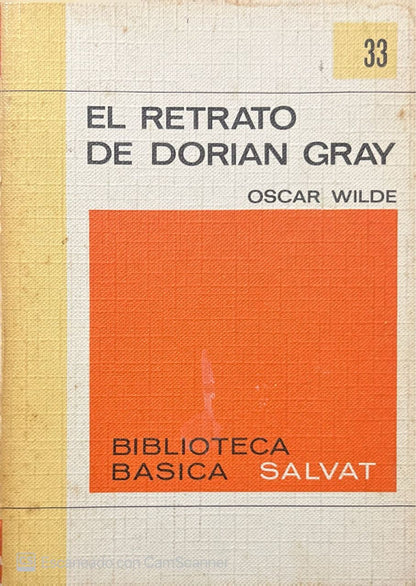 33
EL RETRATO
DE DORIAN GRAY
OSCAR WILDE
BIBLIOTECA
BASICA SALVAT
Escaneado con CamScanner